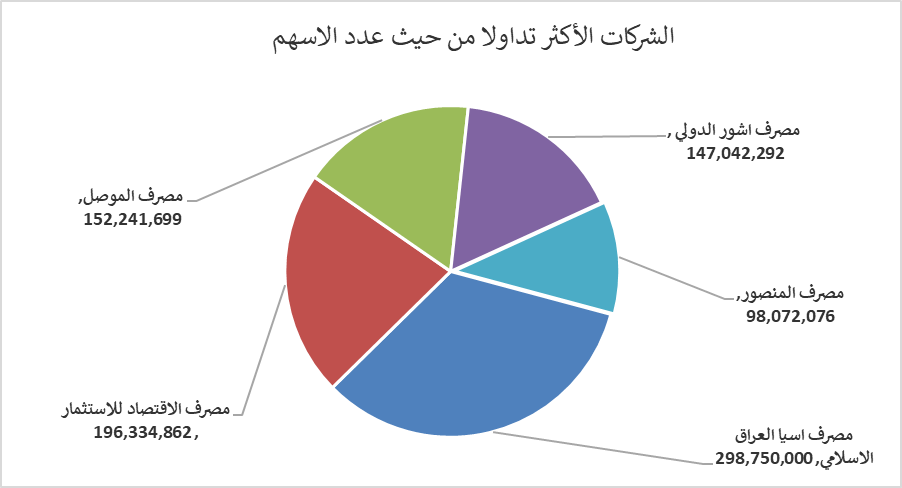 الشركات الأكثر تداولا من حيث عدد الاسهم
مصرف اشور الدولي ,
147,042,292
مصرف الموصل,
152,241,699
مصرف المنصور,
98,072,076
مصرف الاقتصاد للاستثمار
, 196,334,862
مصرف اسيا العراق
الاسلامي, 298,750,000